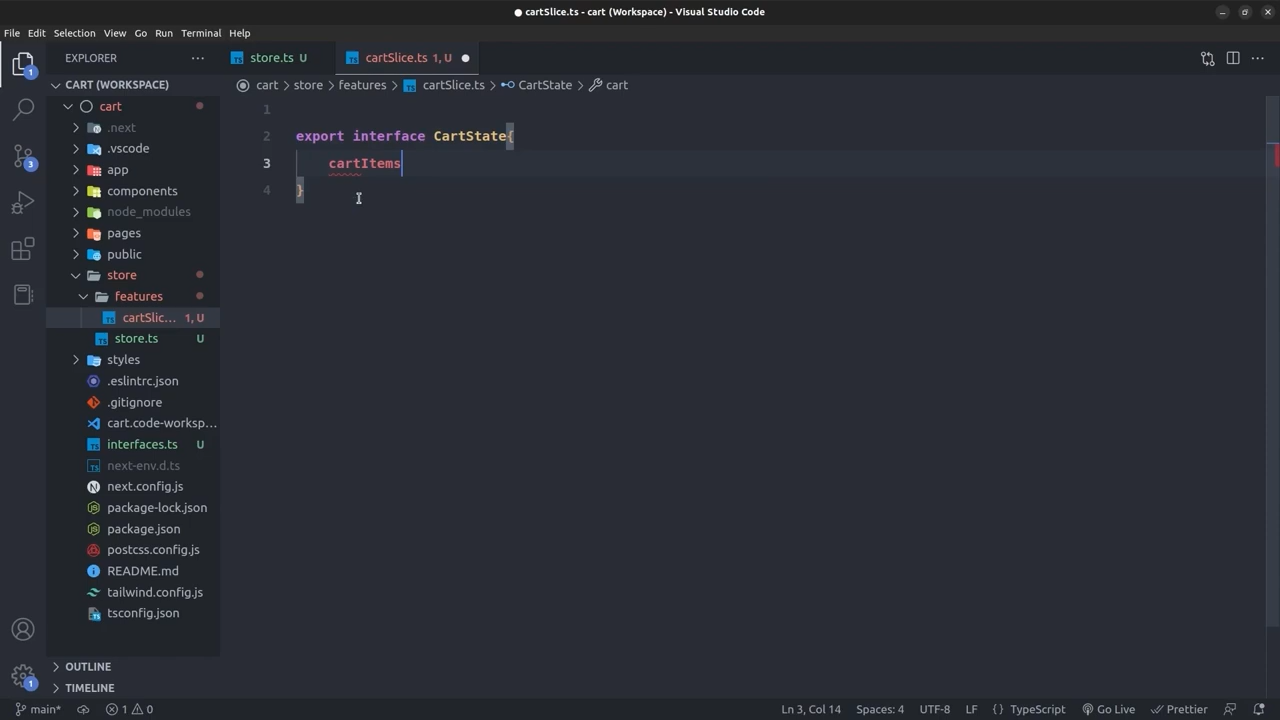 cartSlice.ts - cart (Workspace) - Visual Studio Code
File Edit Selection View Go Run Terminal Help
EXPLORER
store.ts U
cartSlice.ts 1, U
CART (WORKSPACE)
cart
.next
.vscode
app
components
node_modules
pages
public
store
features
cartSlic... 1, U
store.ts U
styles
.eslintrc.json
.gitignore
cart.code-worksp...
interfaces.ts U
next-env.d.ts
next.config.js
package-lock.json
package.json
postcss.config.js
README.md
tailwind.config.js
tsconfig.json
OUTLINE
TIMELINE
1
3
1
cart > store > features > cartSlice.ts > CartState > cart
1
2 export interface CartState{
3 cartItems
4 }
main* 1 0 Ln 3, Col 14 Spaces: 4 UTF-8 LF {} TypeScript Go Live Prettier